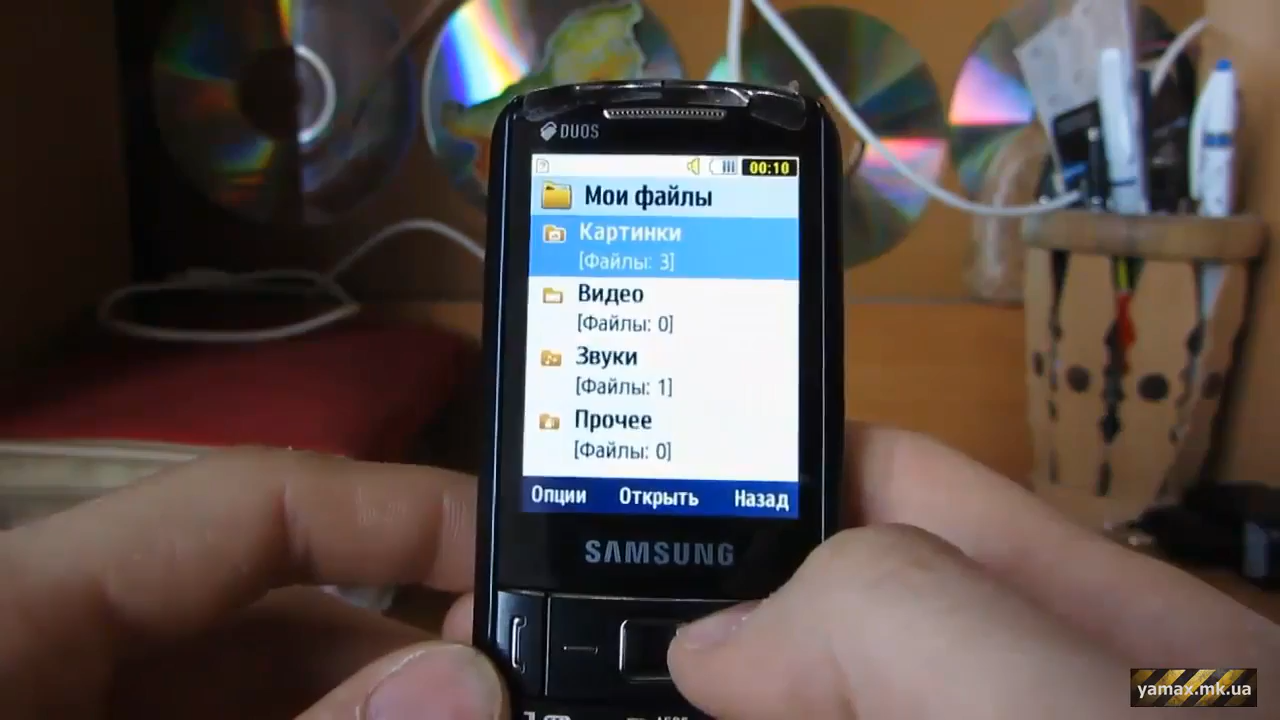 DUOS
00:10
Мои файлы
Картинки
[Файлы: 3]
Видео
[Файлы: 0]
Звуки
[Файлы: 1]
Прочее
[Файлы: 0]
Опции Открыть Назад
SAMSUNG
yamax.mk.ua